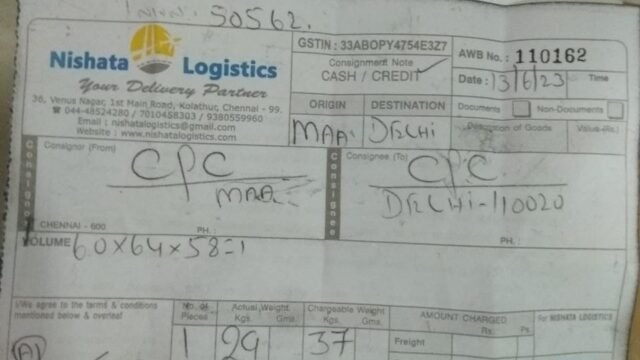 50562.
Nishata Logistics
Your Delivery Partner
36, Venus Nagar, 1st Main Road, Kolathur, Chennai - 99.
☎ 044-48524280 / 7010458303 / 9380559960
Email : nishatalogistics@gmail.com
Website : www.nishatalogistics.com
GSTIN : 33ABOPY4754E3Z7
Consignment Note
CASH / CREDIT ✓
AWB No. : 110162
Date : 13/6/23 Time
ORIGIN DESTINATION
MAA. DELHI
Documents Non-Documents
Description of Goods Value-(Rs.)
Consignor
Consignor (From)
CPC
MAA.
CHENNAI - 600 PH. :
Consignee
Consignee (To)
CPC
DELHI-110020
PH. :
VOLUME 60x64x58=1
I/We agree to the terms & conditions
mentioned below & overleaf
No. of
Pieces
1
Actual Weight
Kgs. Gms.
29
Chargeable Weight
Kgs. Gms.
37
AMOUNT CHARGED
Rs. Ps.
Freight
For NISHATA LOGISTICS